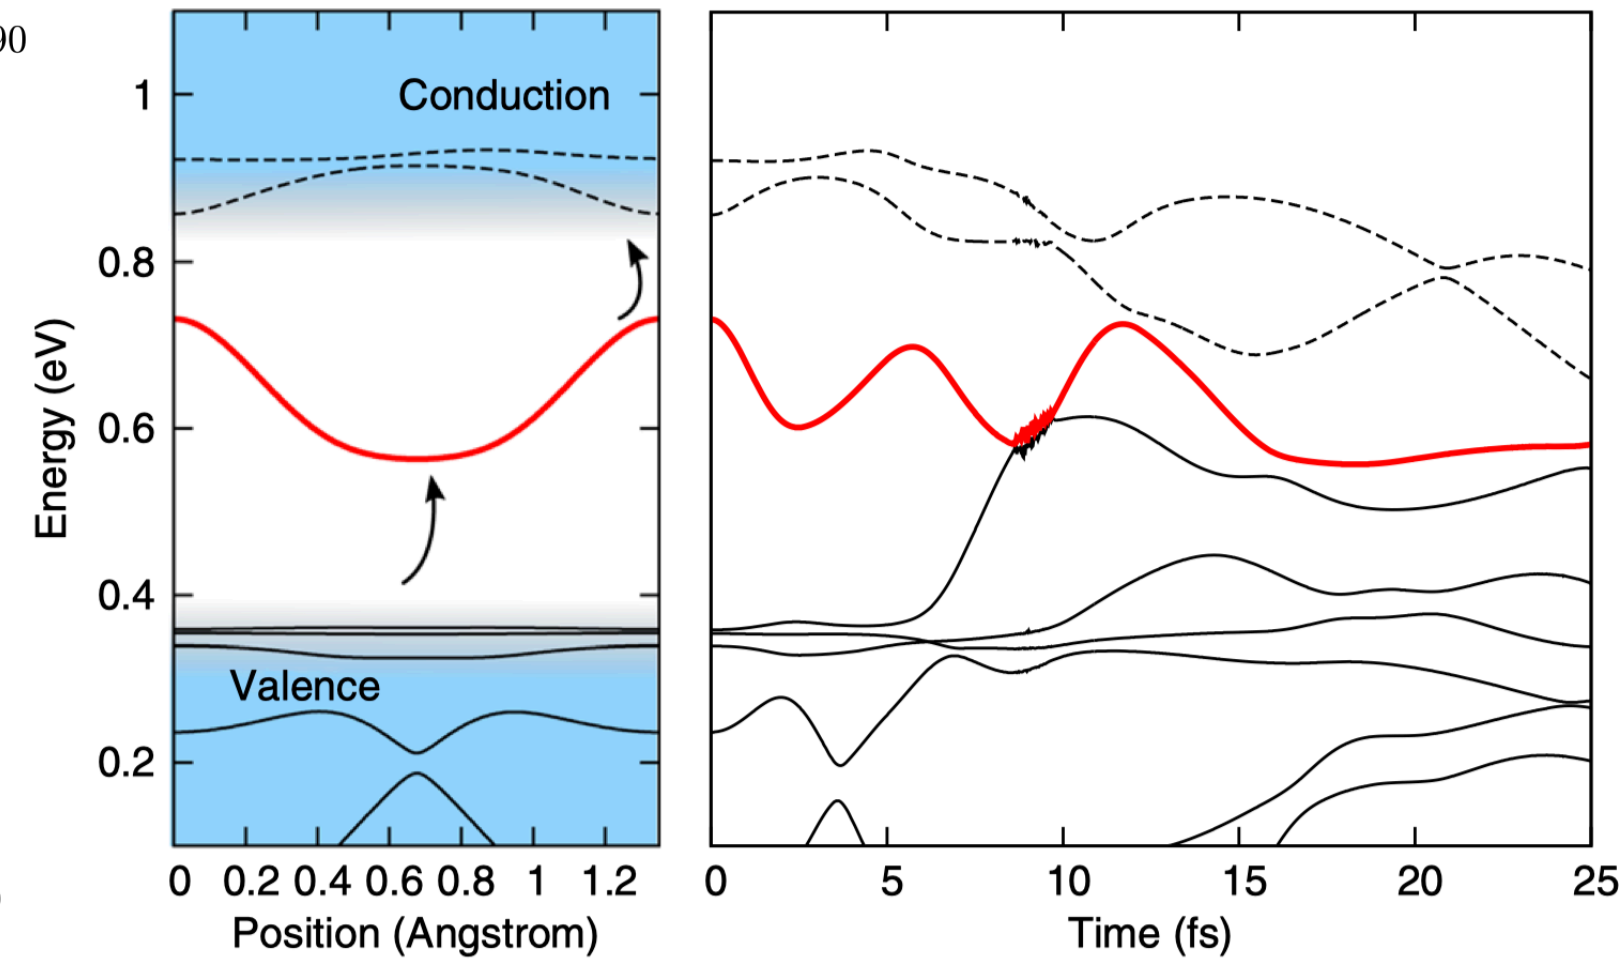 90
Conduction
Valence
1
0.8
0.6
0.4
0.2
Energy (eV)
0 0.2 0.4 0.6 0.8 1 1.2
Position (Angstrom)
0 5 10 15 20 25
Time (fs)